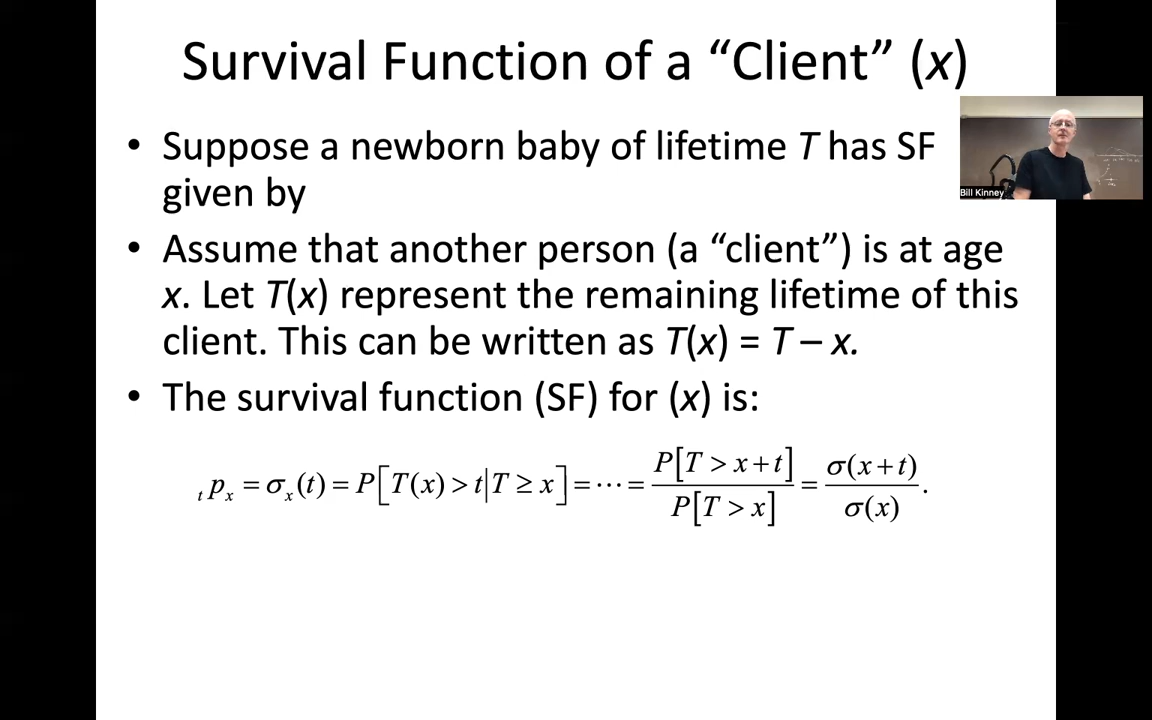 Survival Function of a “Client” (x)
• Suppose a newborn baby of lifetime T has SF
given by
• Assume that another person (a “client”) is at age
x. Let T(x) represent the remaining lifetime of this
client. This can be written as T(x) = T – x.
• The survival function (SF) for (x) is:
ₜpₓ = σₓ(t) = P[T(x) > t|T ≥ x] = ⋯ = P[T > x+t] / P[T > x] = σ(x+t) / σ(x).
Bill Kinney